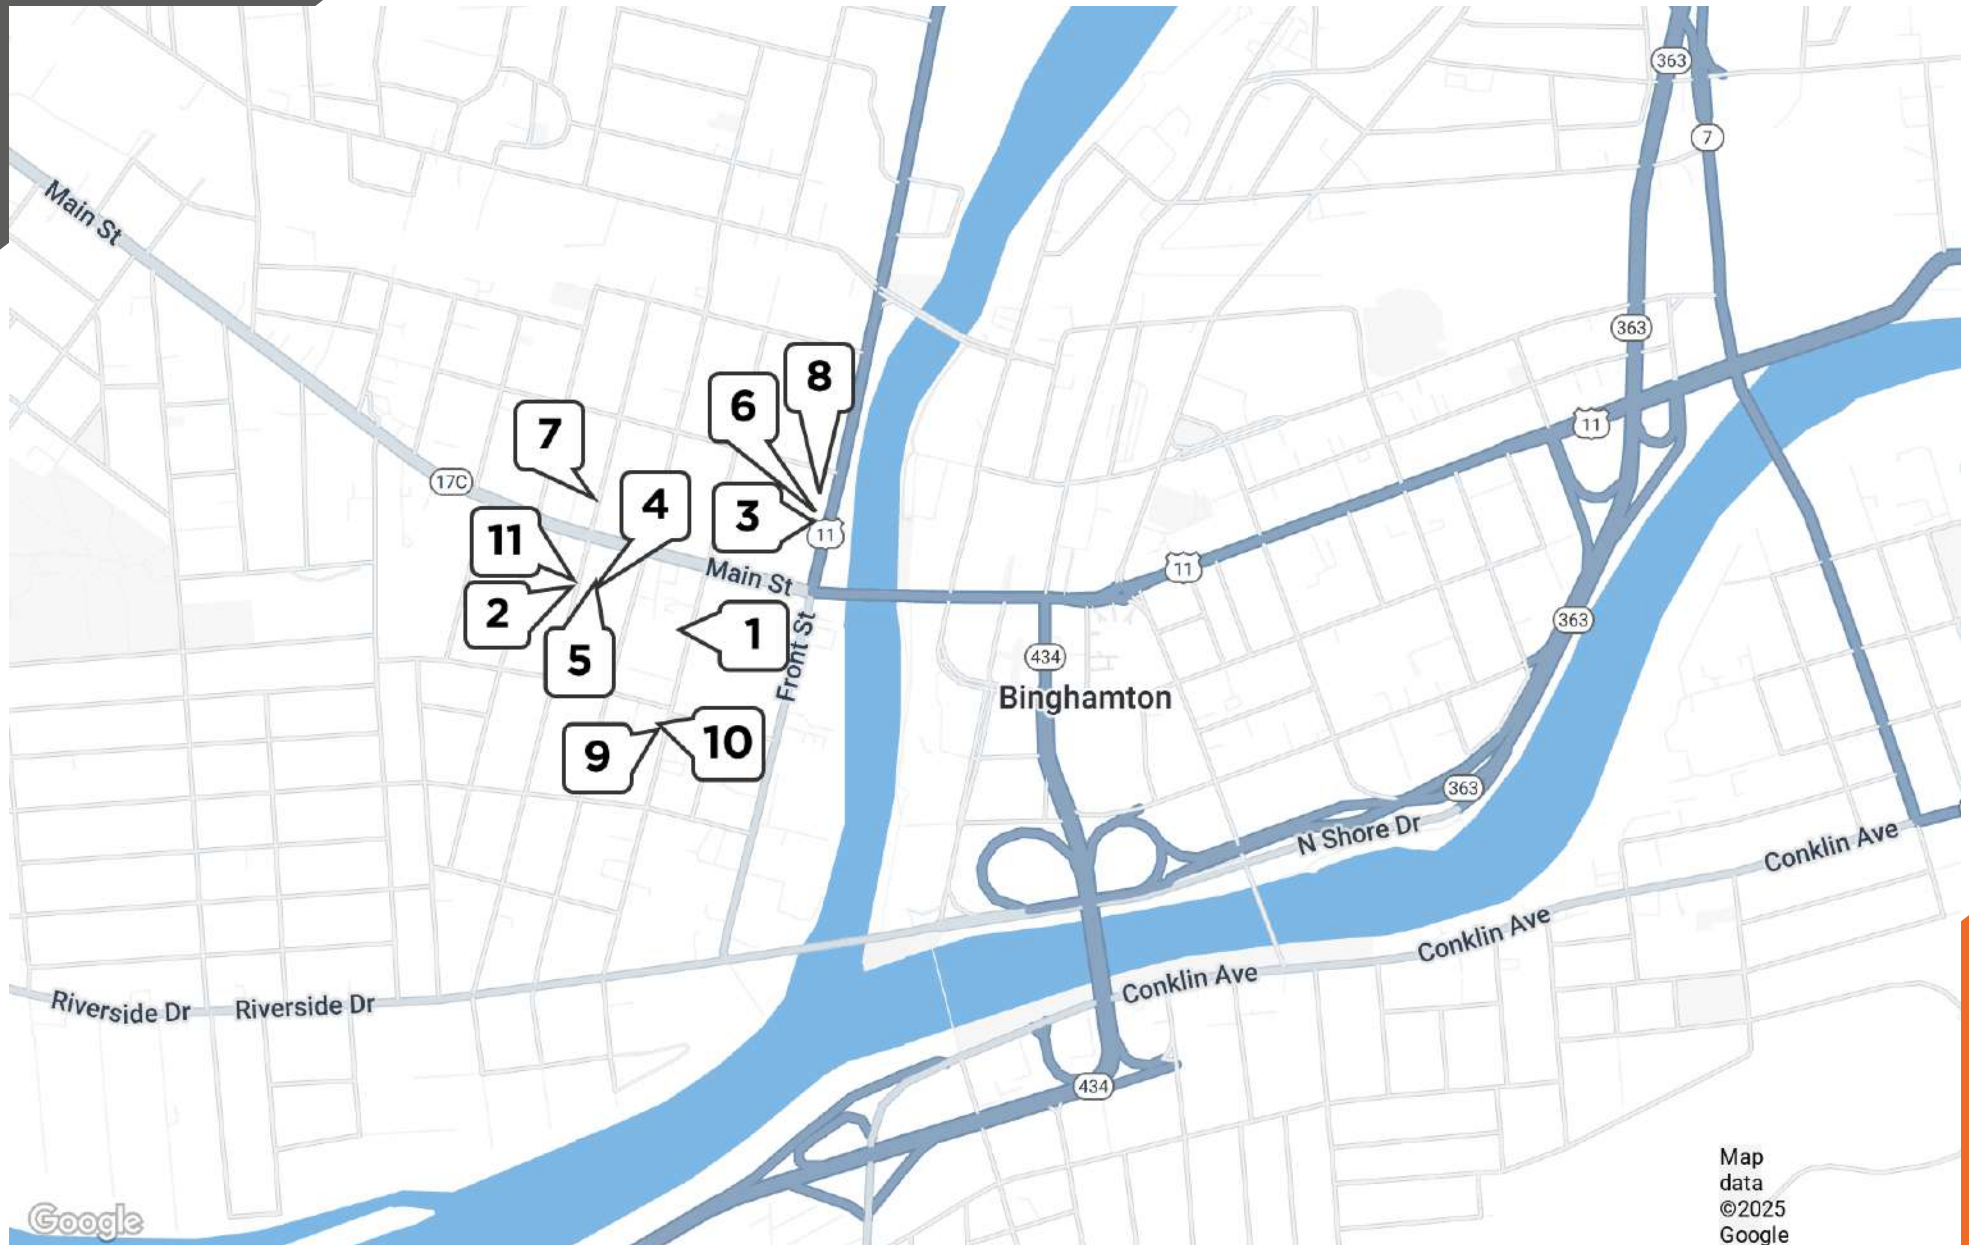 363
7
Main St
363
8
6
7
11
17C
4
3
11
11
11
Main St
2
1
363
5
Front St
434
Binghamton
10
9
363
N Shore Dr
Conklin Ave
Conklin Ave
Conklin Ave
Riverside Dr
Riverside Dr
434
Map
data
©2025
Google
Google